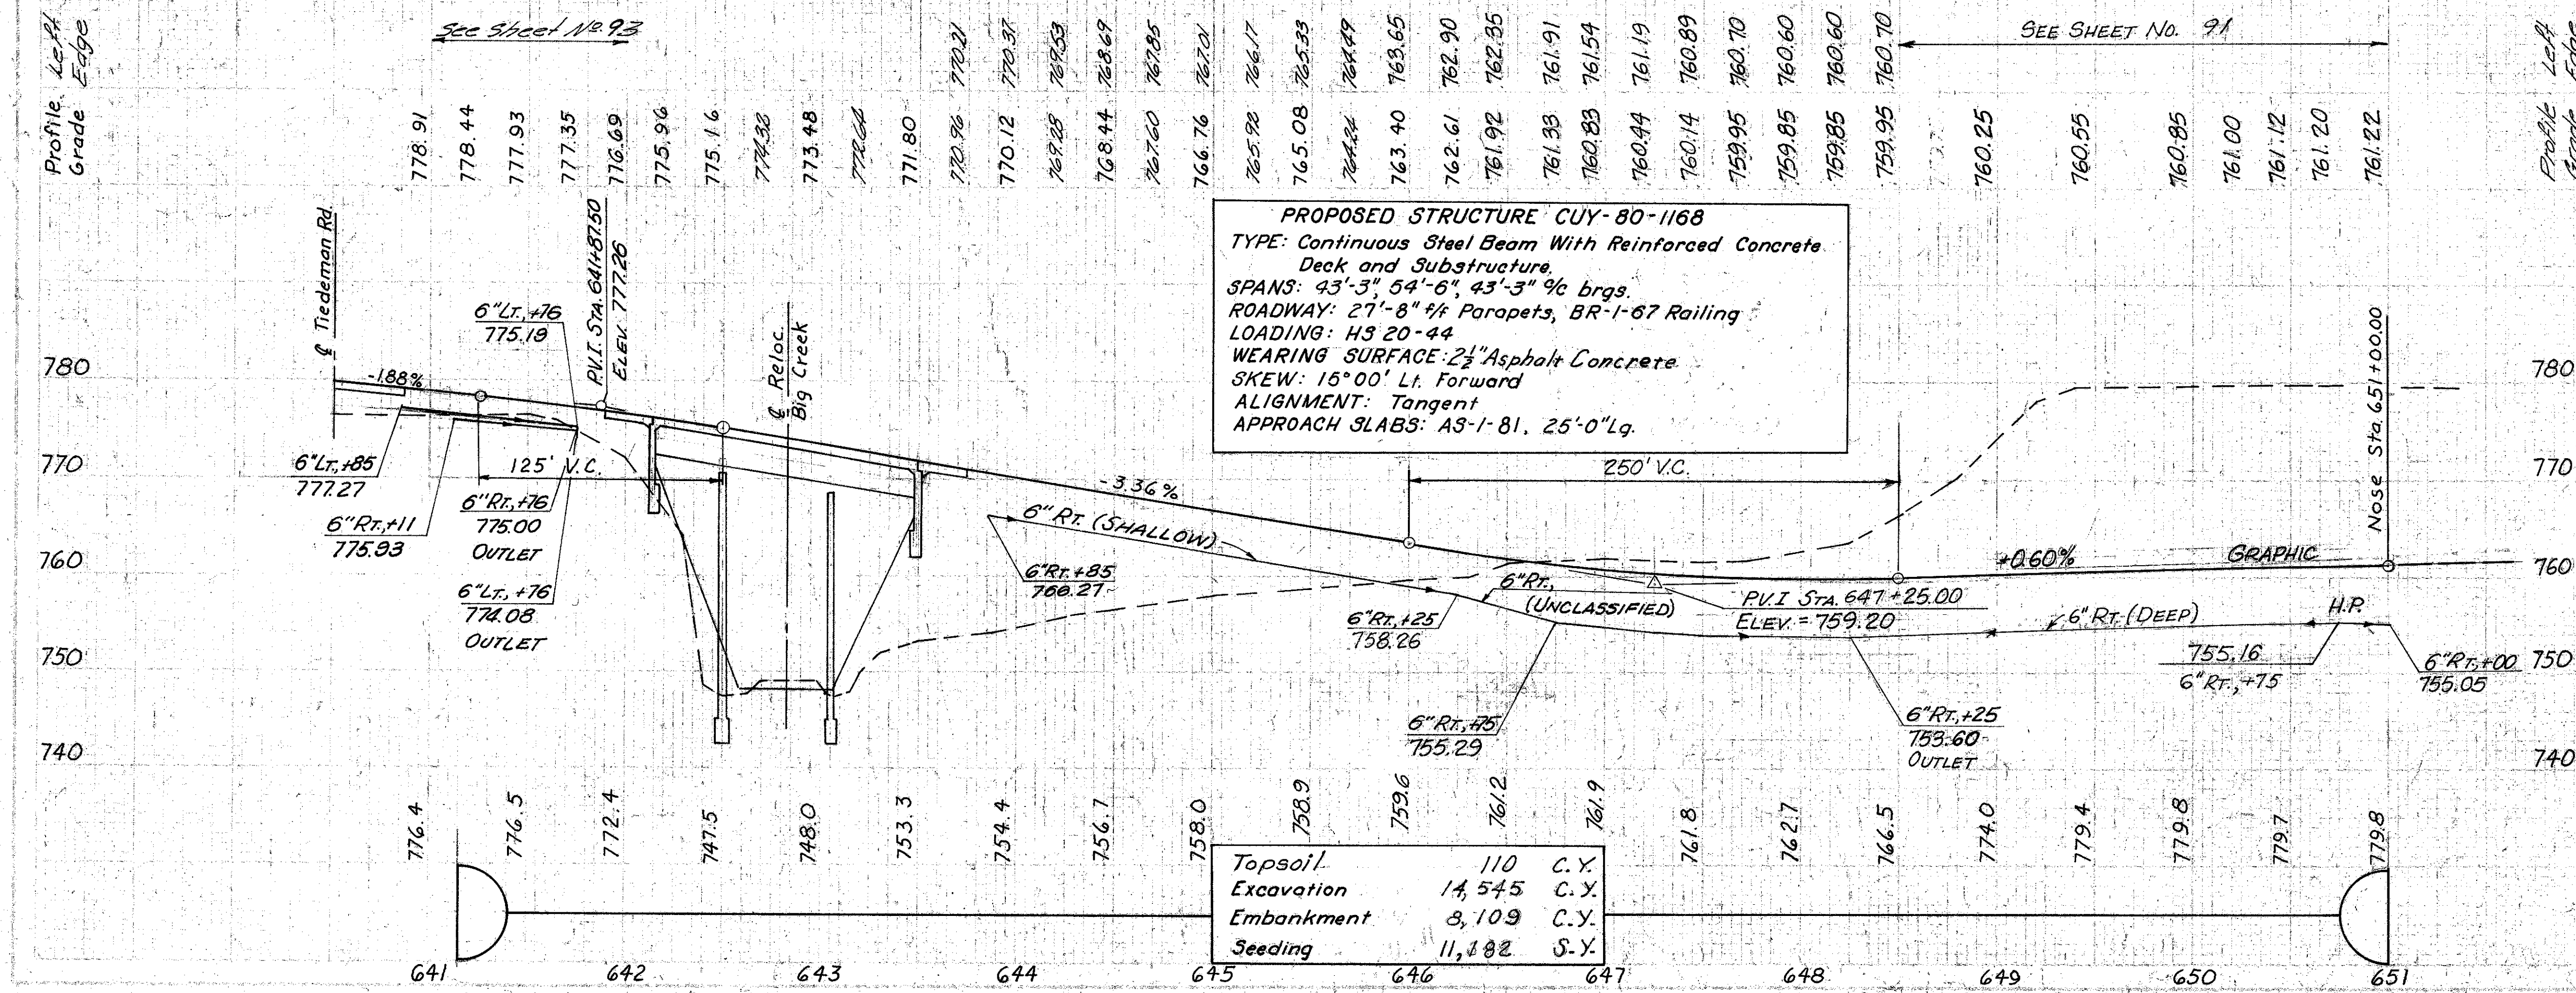 See Sheet No. 93
SEE SHEET No. 91
Profile Left
Grade Edge
770.21
770.37
769.53
768.69
767.85
767.01
766.17
765.33
764.49
763.65
762.90
762.35
761.91
761.54
761.19
760.89
760.70
760.60
760.60
760.70
778.91
778.44
777.93
777.35
776.69
775.96
775.16
774.32
773.48
772.64
771.80
770.96
770.12
769.28
768.44
767.60
766.76
765.92
765.08
764.24
763.40
762.61
761.92
761.33
760.83
760.44
760.14
759.95
759.85
759.85
759.95
760.25
760.55
760.85
761.00
761.12
761.20
761.22
Profile Left
Grade Edge
PROPOSED STRUCTURE CUY-80-1168
TYPE: Continuous Steel Beam With Reinforced Concrete
Deck and Substructure.
SPANS: 43'-3", 54'-6", 43'-3" c/c brgs.
ROADWAY: 27'-8" f/f Parapets, BR-1-67 Railing
LOADING: HS 20-44
WEARING SURFACE: 2½" Asphalt Concrete
SKEW: 15°00' Lt. Forward
ALIGNMENT: Tangent
APPROACH SLABS: AS-1-81, 25'-0" Lg.
℄ Tiedeman Rd.
P.V.I. STA. 641+87.50
ELEV. 777.26
℄ Reloc.
Big Creek
Nose Sta. 651+00.00
6" LT., +76
775.19
780
780
-1.88%
770
770
6" LT., +85
777.27
125' V.C.
250' V.C.
-3.36%
6" RT., +76
775.00
OUTLET
6" RT., +11
775.93
6" RT. (SHALLOW)
760
760
6" RT. +85
766.27
+0.60%
GRAPHIC
6" LT., +76
774.08
OUTLET
6" RT.,
(UNCLASSIFIED)
P.V.I STA. 647+25.00
ELEV. = 759.20
6" RT. (DEEP)
H.P.
6" RT., +25
758.26
750
750
755.16
6" RT., +75
6" RT., +00
755.05
6" RT., +75
755.29
6" RT., +25
753.60
OUTLET
740
740
776.4
776.5
772.4
747.5
748.0
753.3
754.4
756.7
758.0
758.9
759.6
761.2
761.9
761.8
762.7
766.5
774.0
779.4
779.8
779.7
779.8
Topsoil 110 C.Y.
Excavation 14,545 C.Y.
Embankment 8,109 C.Y.
Seeding 11,182 S.Y.
641 642 643 644 645 646 647 648 649 650 651